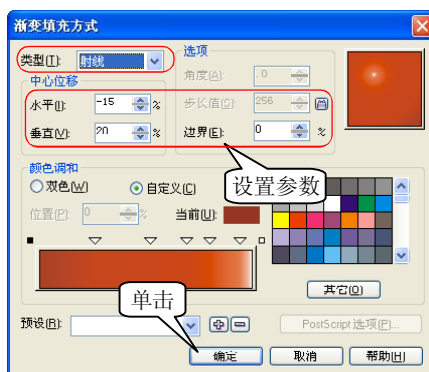 渐变填充方式
类型(T): 射线
选项
中心位移
角度(A): .0
水平(I): -15 %
步长值(S): 256
垂直(V): 20 %
边界(E): 0 %
设置参数
颜色调和
双色(W) 自定义(C)
位置(P): 0 %
当前(U):
其它(O)
单击
预设(R):
PostScript 选项(P)...
确定 取消 帮助(H)